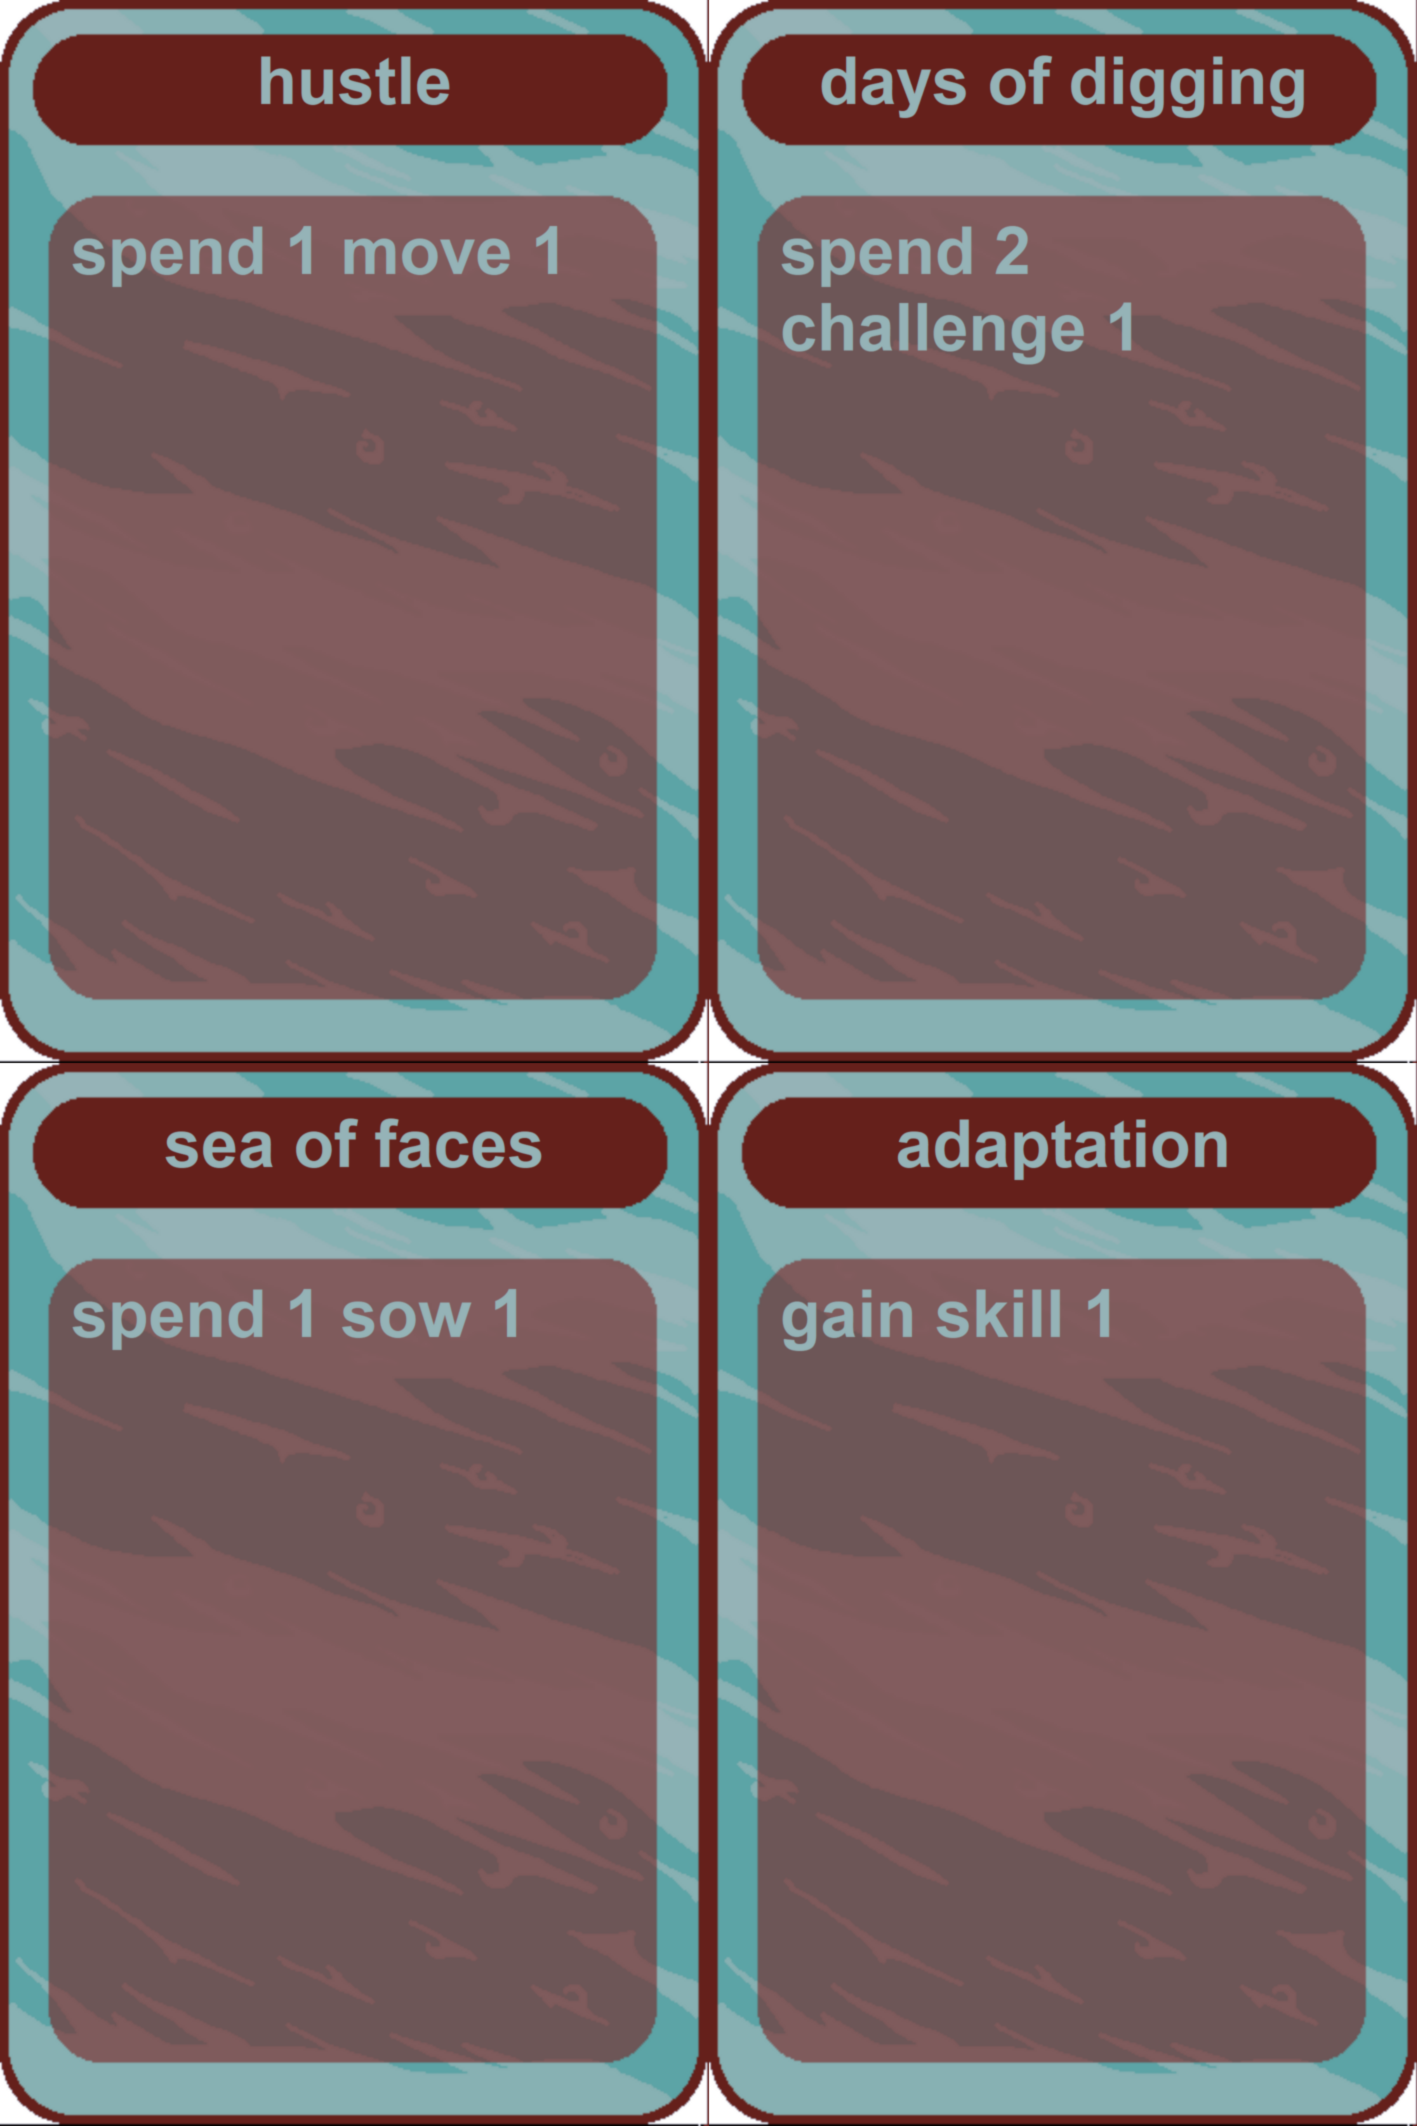 hustle
spend 1 move 1
days of digging
spend 2
challenge 1
sea of faces
spend 1 sow 1
adaptation
gain skill 1